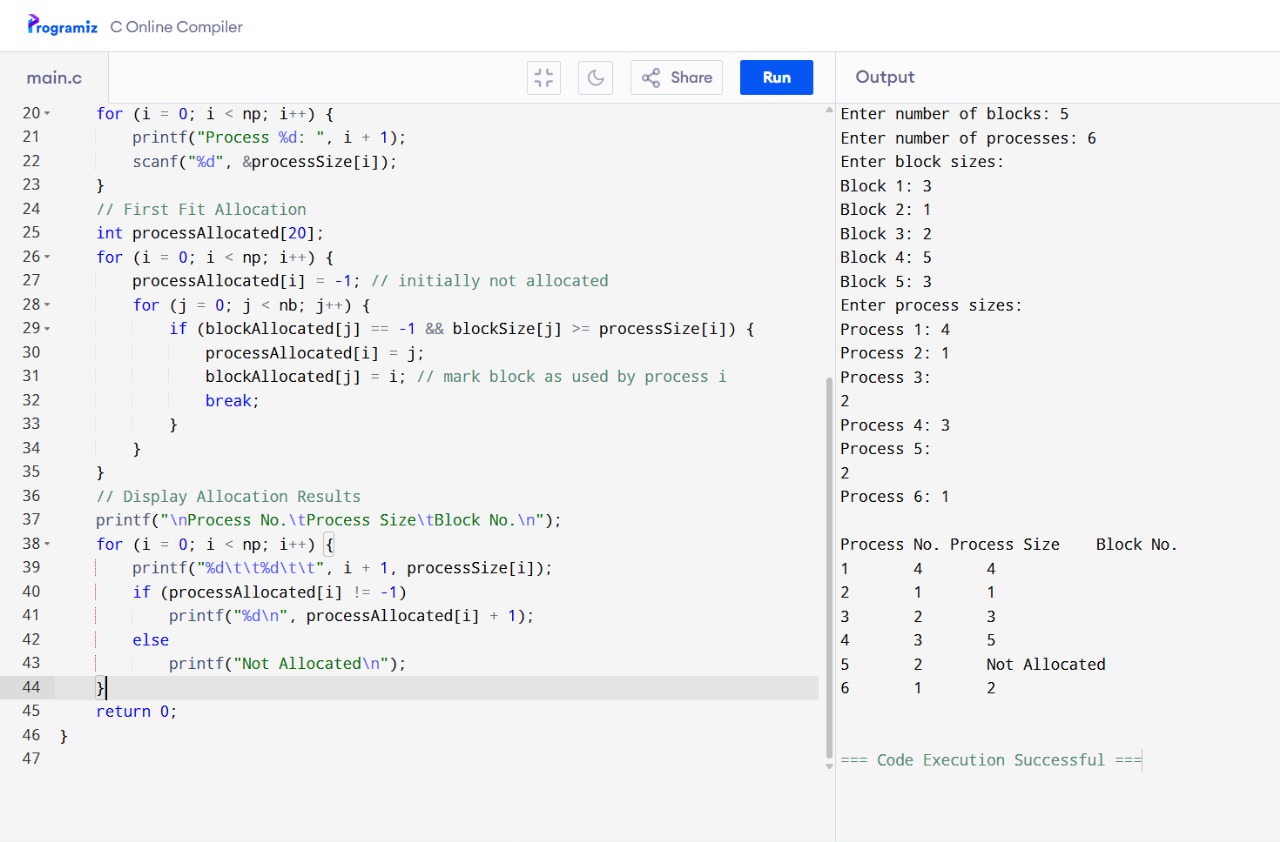 Programiz C Online Compiler
main.c
Share
Run
Output
20 for (i = 0; i < np; i++) {
21 printf("Process %d: ", i + 1);
22 scanf("%d", &processSize[i]);
23 }
24 // First Fit Allocation
25 int processAllocated[20];
26 for (i = 0; i < np; i++) {
27 processAllocated[i] = -1; // initially not allocated
28 for (j = 0; j < nb; j++) {
29 if (blockAllocated[j] == -1 && blockSize[j] >= processSize[i]) {
30 processAllocated[i] = j;
31 blockAllocated[j] = i; // mark block as used by process i
32 break;
33 }
34 }
35 }
36 // Display Allocation Results
37 printf("\nProcess No.\tProcess Size\tBlock No.\n");
38 for (i = 0; i < np; i++) {
39 printf("%d\t\t%d\t\t", i + 1, processSize[i]);
40 if (processAllocated[i] != -1)
41 printf("%d\n", processAllocated[i] + 1);
42 else
43 printf("Not Allocated\n");
44 }
45 return 0;
46 }
47
Enter number of blocks: 5
Enter number of processes: 6
Enter block sizes:
Block 1: 3
Block 2: 1
Block 3: 2
Block 4: 5
Block 5: 3
Enter process sizes:
Process 1: 4
Process 2: 1
Process 3:
2
Process 4: 3
Process 5:
2
Process 6: 1
Process No. Process Size Block No.
1 4 4
2 1 1
3 2 3
4 3 5
5 2 Not Allocated
6 1 2
=== Code Execution Successful ===